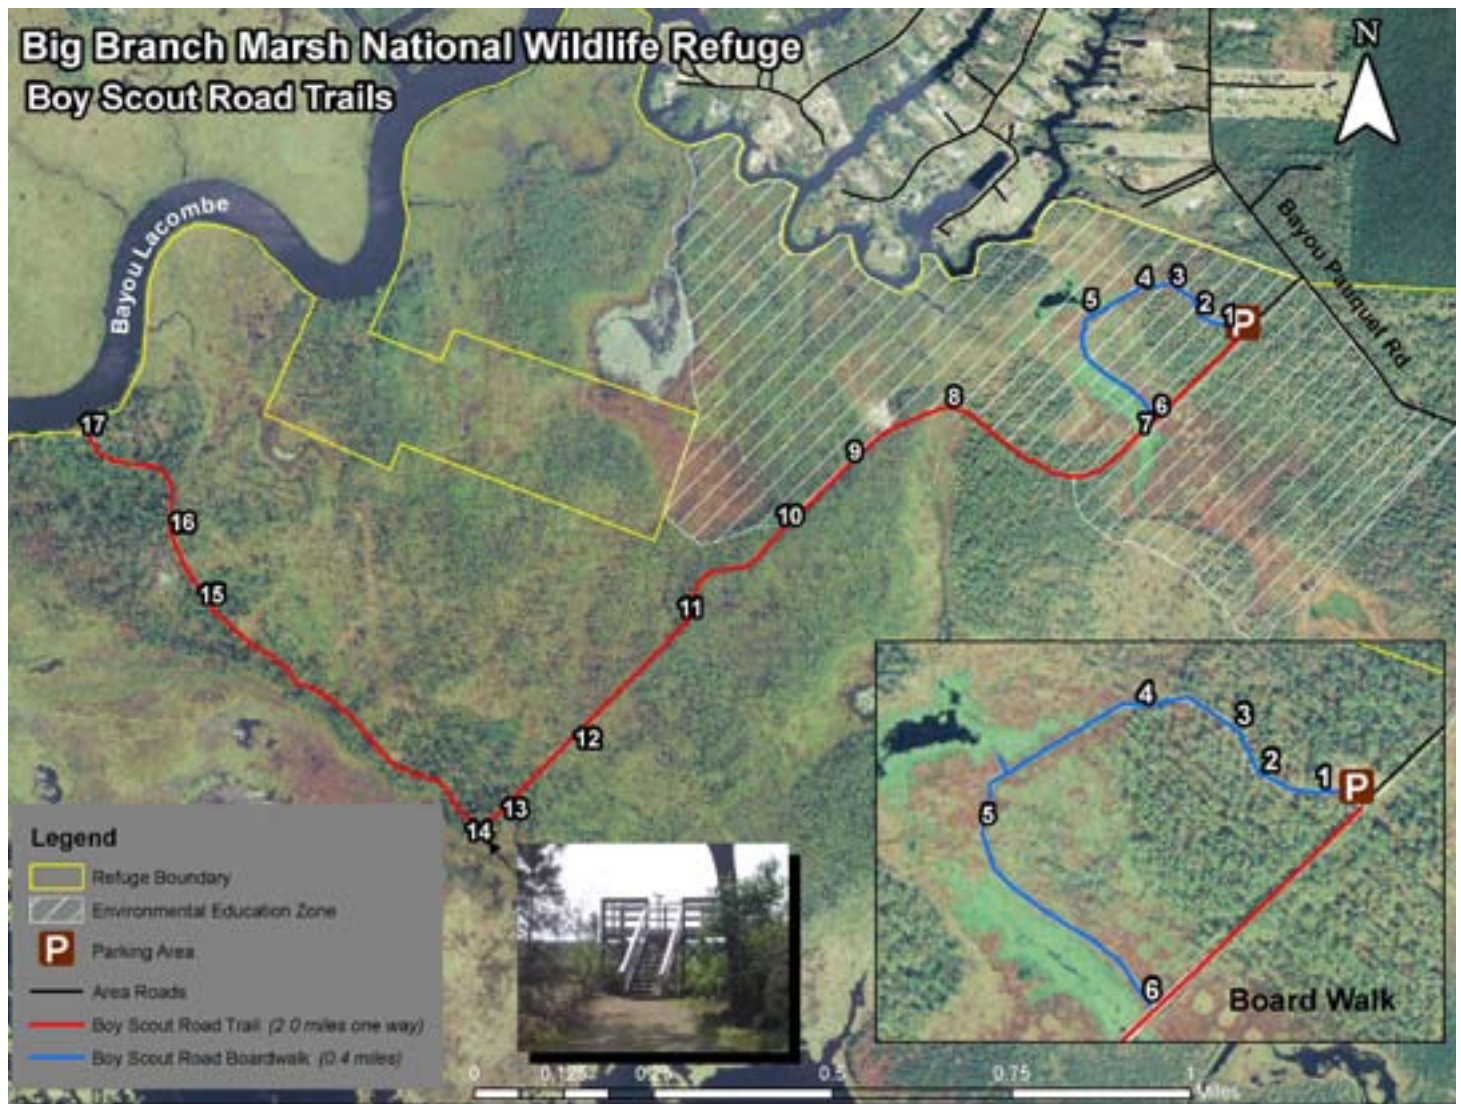 Big Branch Marsh National Wildlife Refuge
Boy Scout Road Trails
N
Bayou Lacombe
Bayou Pauquet Rd
P
1
2
3
4
5
6
7
8
9
10
11
12
13
14
15
16
17
Legend
Refuge Boundary
Environmental Education Zone
P Parking Area
Area Roads
Boy Scout Road Trail (2.0 miles one way)
Boy Scout Road Boardwalk (0.4 miles)
4
3
2
1
P
5
6
Board Walk
0 0.125 0.25 0.5 0.75 1
Miles